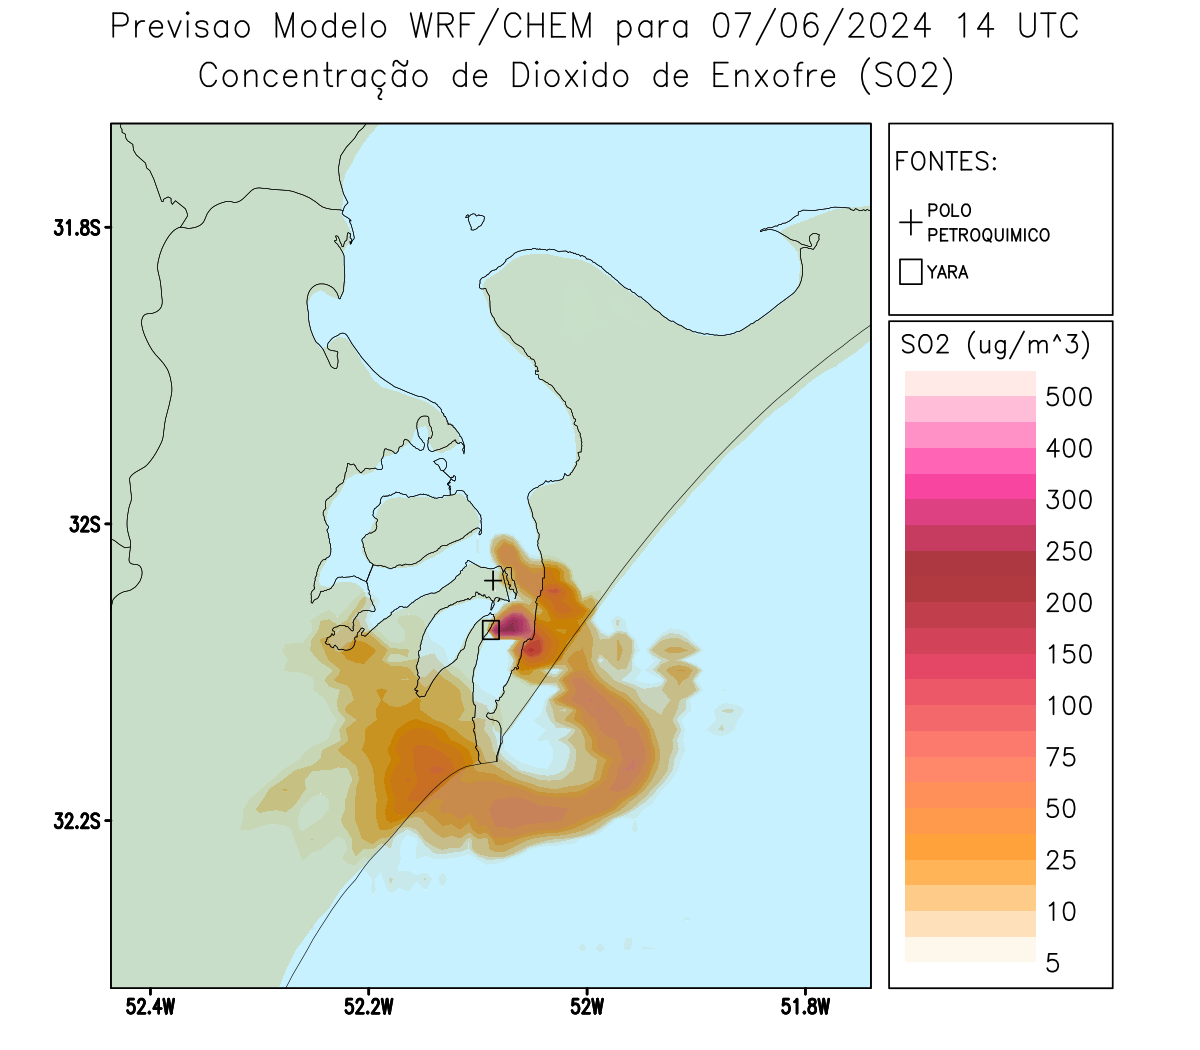 Previsao Modelo WRF/CHEM para 07/06/2024 14 UTC
Concentração de Dioxido de Enxofre (SO2)
FONTES:
POLO
PETROQUIMICO
YARA
31.8S
32S
32.2S
52.4W
52.2W
52W
51.8W
SO2 (ug/m^3)
500
400
300
250
200
150
100
75
50
25
10
5